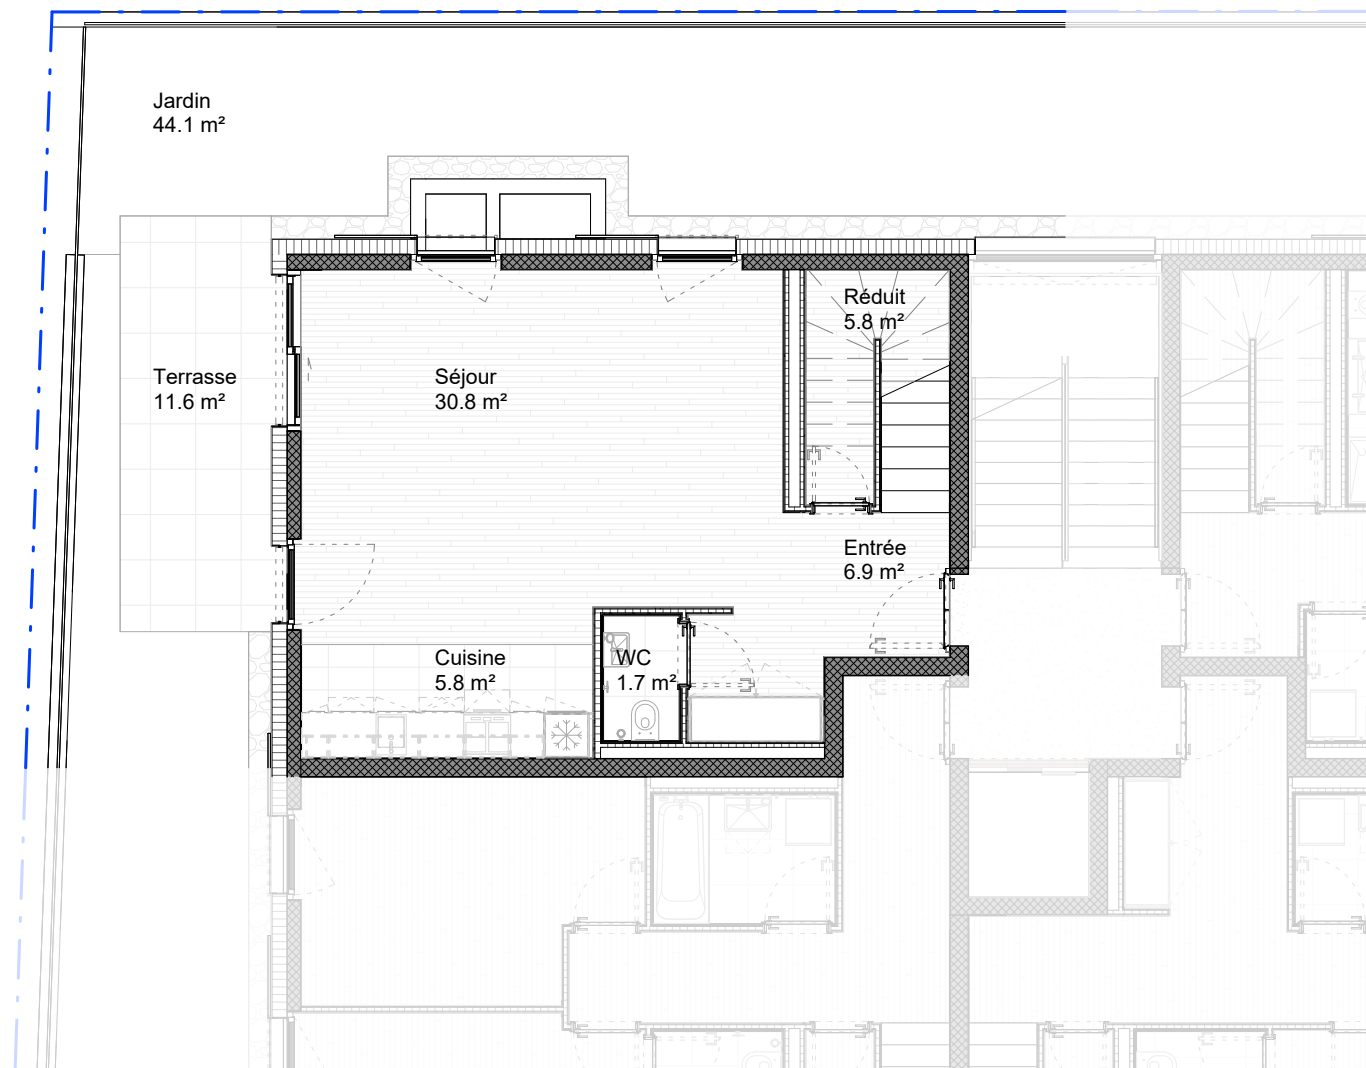 Jardin
44.1 m²
Réduit
5.8 m²
Terrasse
11.6 m²
Séjour
30.8 m²
Entrée
6.9 m²
Cuisine
5.8 m²
WC
1.7 m²